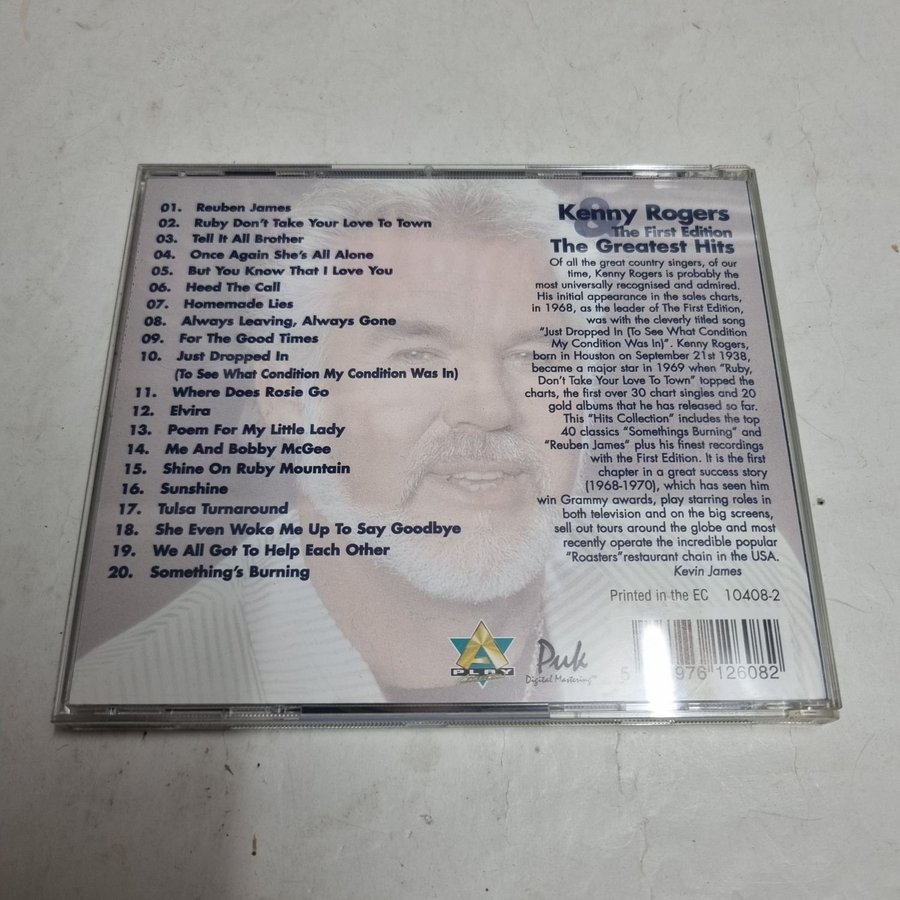 01. Reuben James
02. Ruby Don't Take Your Love To Town
03. Tell It All Brother
04. Once Again She's All Alone
05. But You Know That I Love You
06. Heed The Call
07. Homemade Lies
08. Always Leaving, Always Gone
09. For The Good Times
10. Just Dropped In
(To See What Condition My Condition Was In)
11. Where Does Rosie Go
12. Elvira
13. Poem For My Little Lady
14. Me And Bobby McGee
15. Shine On Ruby Mountain
16. Sunshine
17. Tulsa Turnaround
18. She Even Woke Me Up To Say Goodbye
19. We All Got To Help Each Other
20. Something's Burning
Kenny Rogers
& The First Edition
The Greatest Hits
Of all the great country singers, of our
time, Kenny Rogers is probably the
most universally recognised and admired.
His initial appearance in the sales charts,
in 1968, as the leader of The First Edition,
was with the cleverly titled song
"Just Dropped In (To See What Condition
My Condition Was In)". Kenny Rogers,
born in Houston on September 21st 1938,
became a major star in 1969 when "Ruby,
Don't Take Your Love To Town" topped the
charts, the first over 30 chart singles and 20
gold albums that he has released so far.
This "Hits Collection" includes the top
40 classics "Somethings Burning" and
"Reuben James" plus his finest recordings
with the First Edition. It is the first
chapter in a great success story
(1968-1970), which has seen him
win Grammy awards, play starring roles in
both television and on the big screens,
sell out tours around the globe and most
recently operate the incredible popular
"Roasters"restaurant chain in the USA.
Kevin James
Printed in the EC 10408-2
A
PLAY
Puk
Digital Mastering™
5 976 126082